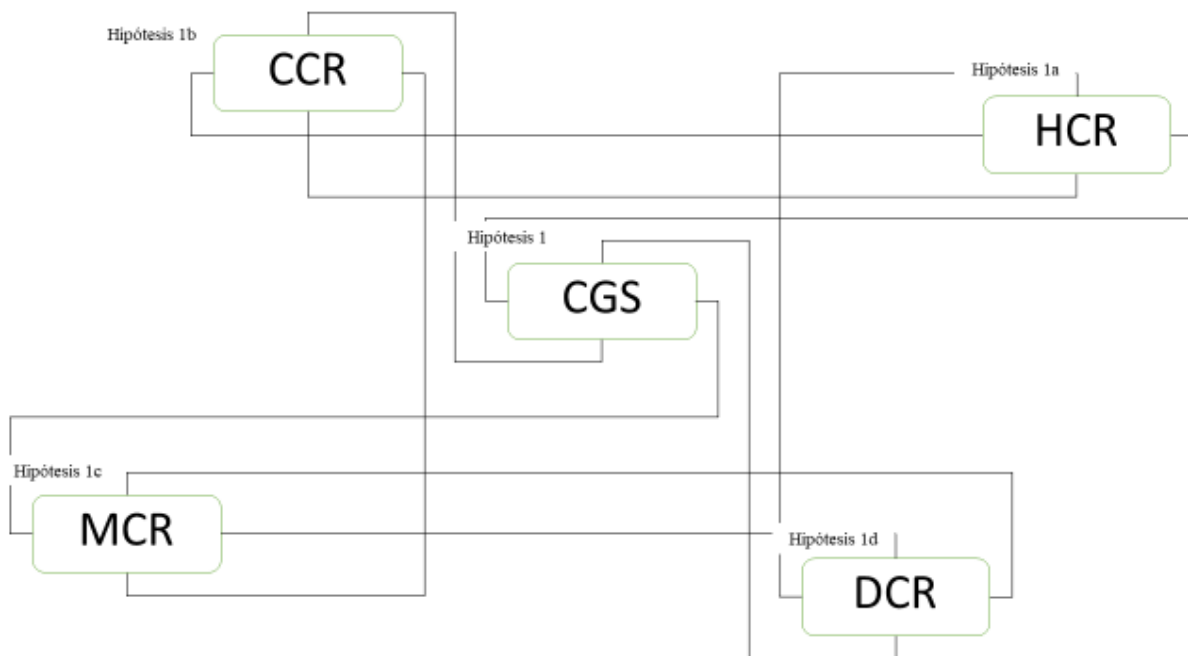 Hipótesis 1b
CCR
Hipótesis 1a
HCR
Hipótesis 1
CGS
Hipótesis 1c
MCR
Hipótesis 1d
DCR